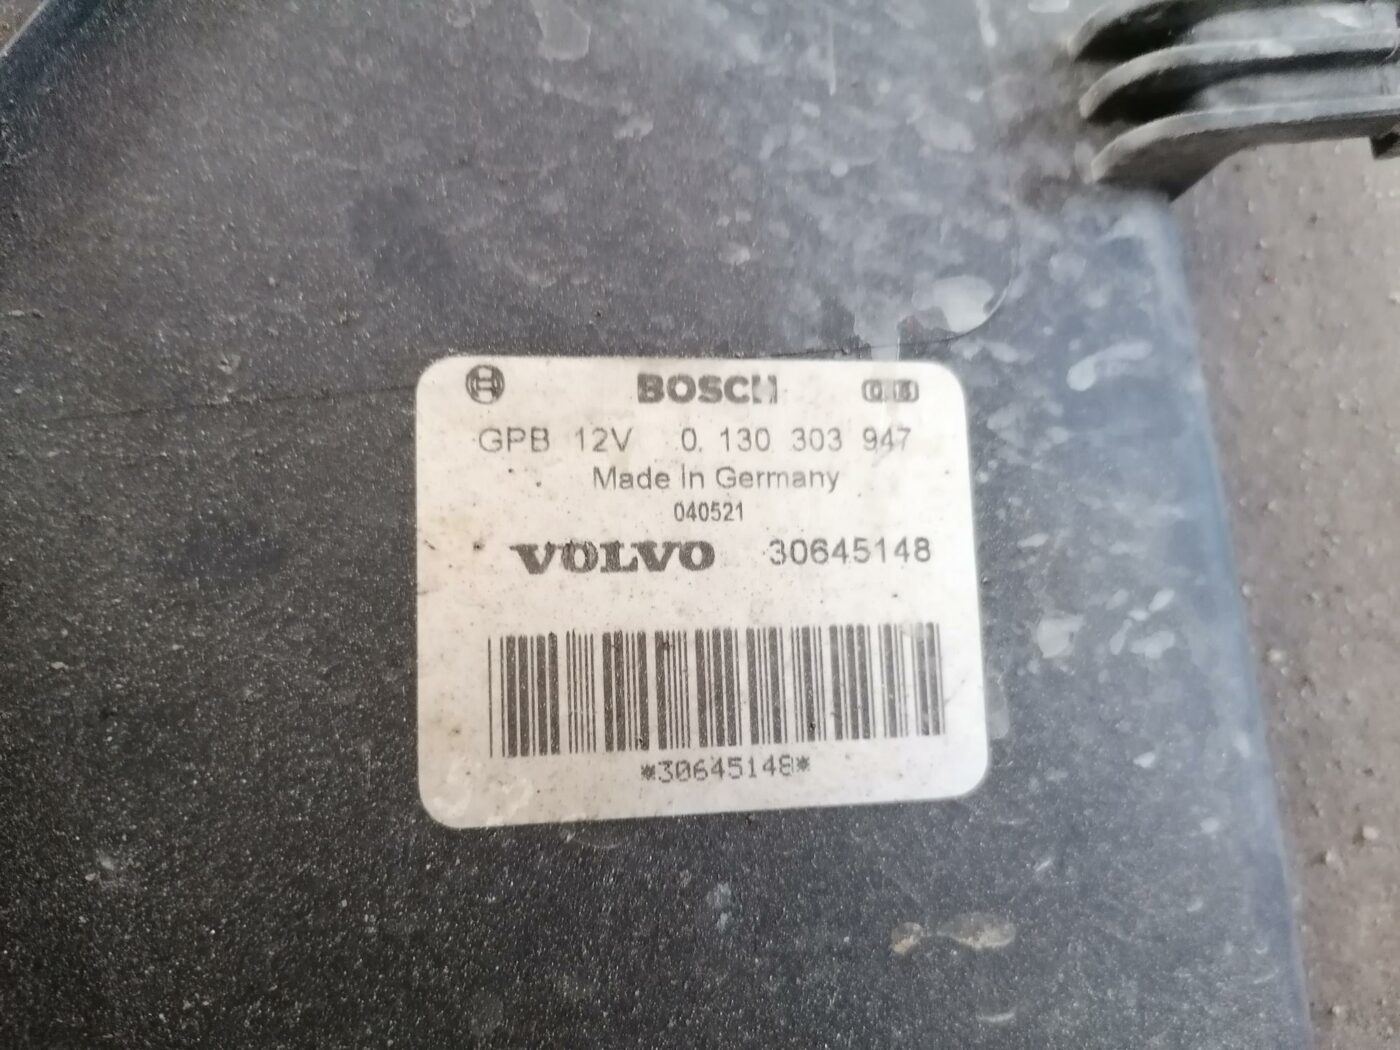 BOSCH
GPB 12V 0. 130 303 947
Made in Germany
040521
VOLVO 30645148
*30645148*